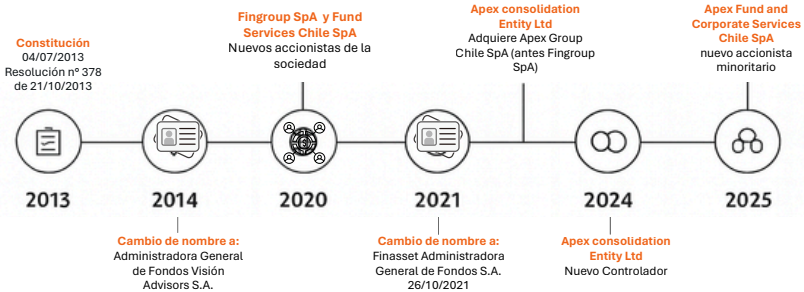 Constitución
04/07/2013
Resolución nº 378
de 21/10/2013
2013
2014
Cambio de nombre a:
Administradora General
de Fondos Visión
Advisors S.A.
Fingroup SpA y Fund
Services Chile SpA
Nuevos accionistas de la
sociedad
2020
2021
Cambio de nombre a:
Finasset Administradora
General de Fondos S.A.
26/10/2021
Apex consolidation
Entity Ltd
Adquiere Apex Group
Chile SpA (antes Fingroup
SpA)
2024
Apex consolidation
Entity Ltd
Nuevo Controlador
Apex Fund and
Corporate Services
Chile SpA
nuevo accionista
minoritario
2025